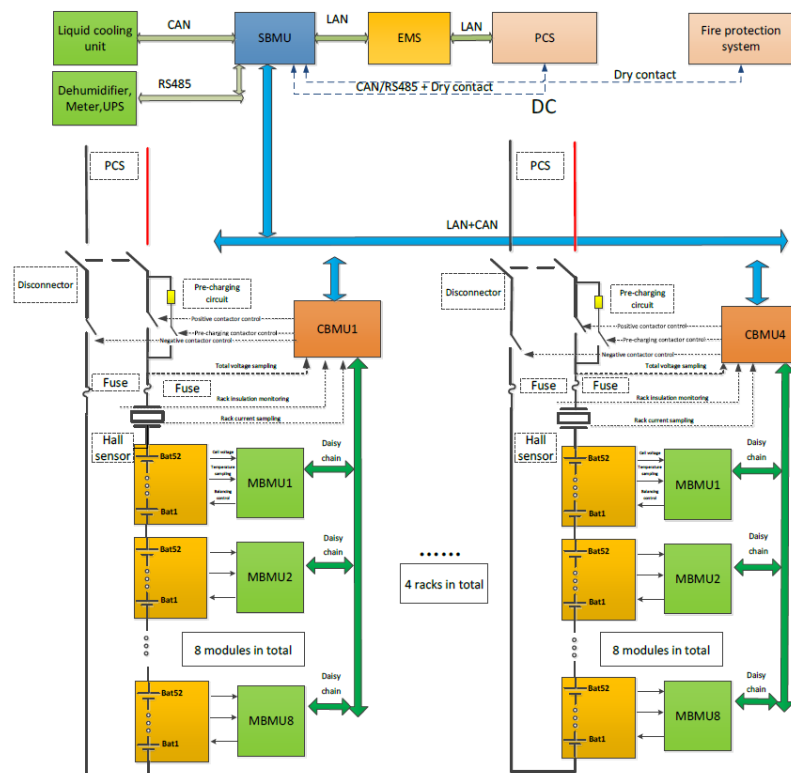 Liquid cooling
unit
CAN
SBMU
LAN
EMS
LAN
PCS
Fire protection
system
Dehumidifier,
Meter,UPS
RS485
CAN/RS485 + Dry contact
Dry contact
DC
PCS
PCS
LAN+CAN
Disconnector
Pre-charging
circuit
Positive contactor control
Pre-charging contactor control
Negative contactor control
CBMU1
Total voltage sampling
Fuse
Fuse
Rack insulation monitoring
Rack current sampling
Hall
sensor
Bat52
Bat1
Cell voltage
Temperature
sampling
Balancing
control
MBMU1
Daisy
chain
Bat52
Bat1
MBMU2
Daisy
chain
8 modules in total
Bat52
Bat1
MBMU8
Daisy
chain
......
4 racks in total
Disconnector
Pre-charging
circuit
Positive contactor control
Pre-charging contactor control
Negative contactor control
CBMU4
Total voltage sampling
Fuse
Fuse
Rack insulation monitoring
Rack current sampling
Hall
sensor
Bat52
Bat1
Cell voltage
Temperature
sampling
Balancing
control
MBMU1
Daisy
chain
Bat52
Bat1
MBMU2
Daisy
chain
8 modules in total
Bat52
Bat1
MBMU8
Daisy
chain